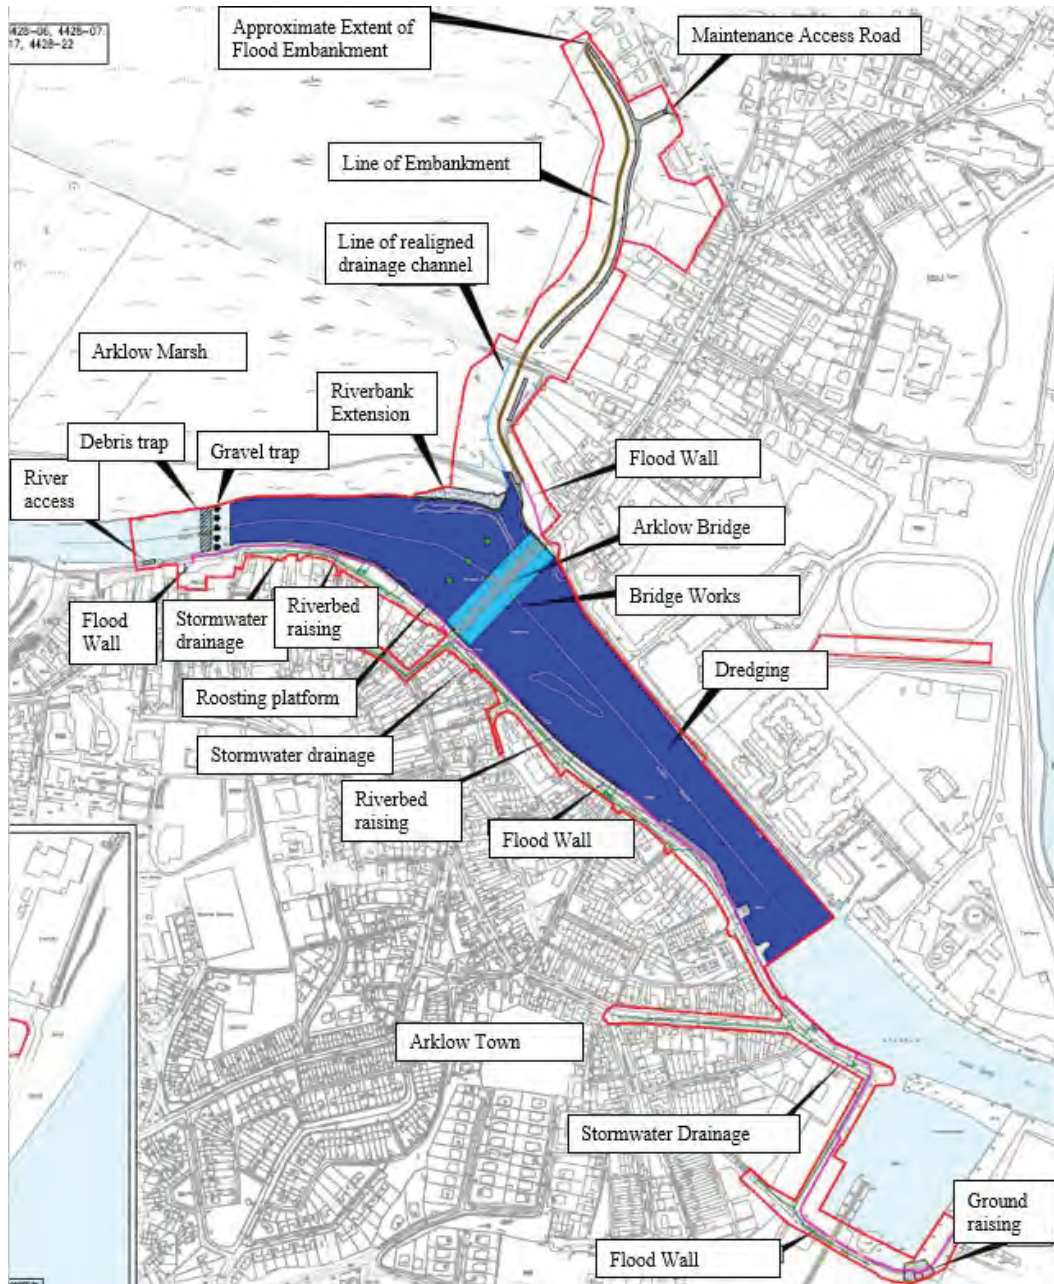 Approximate Extent of
Flood Embankment
Maintenance Access Road
Line of Embankment
Line of realigned
drainage channel
Arklow Marsh
Riverbank
Extension
Debris trap
Gravel trap
River
access
Flood Wall
Arklow Bridge
Bridge Works
Flood
Wall
Stormwater
drainage
Riverbed
raising
Dredging
Roosting platform
Stormwater drainage
Riverbed
raising
Flood Wall
Arklow Town
Stormwater Drainage
Ground
raising
Flood Wall